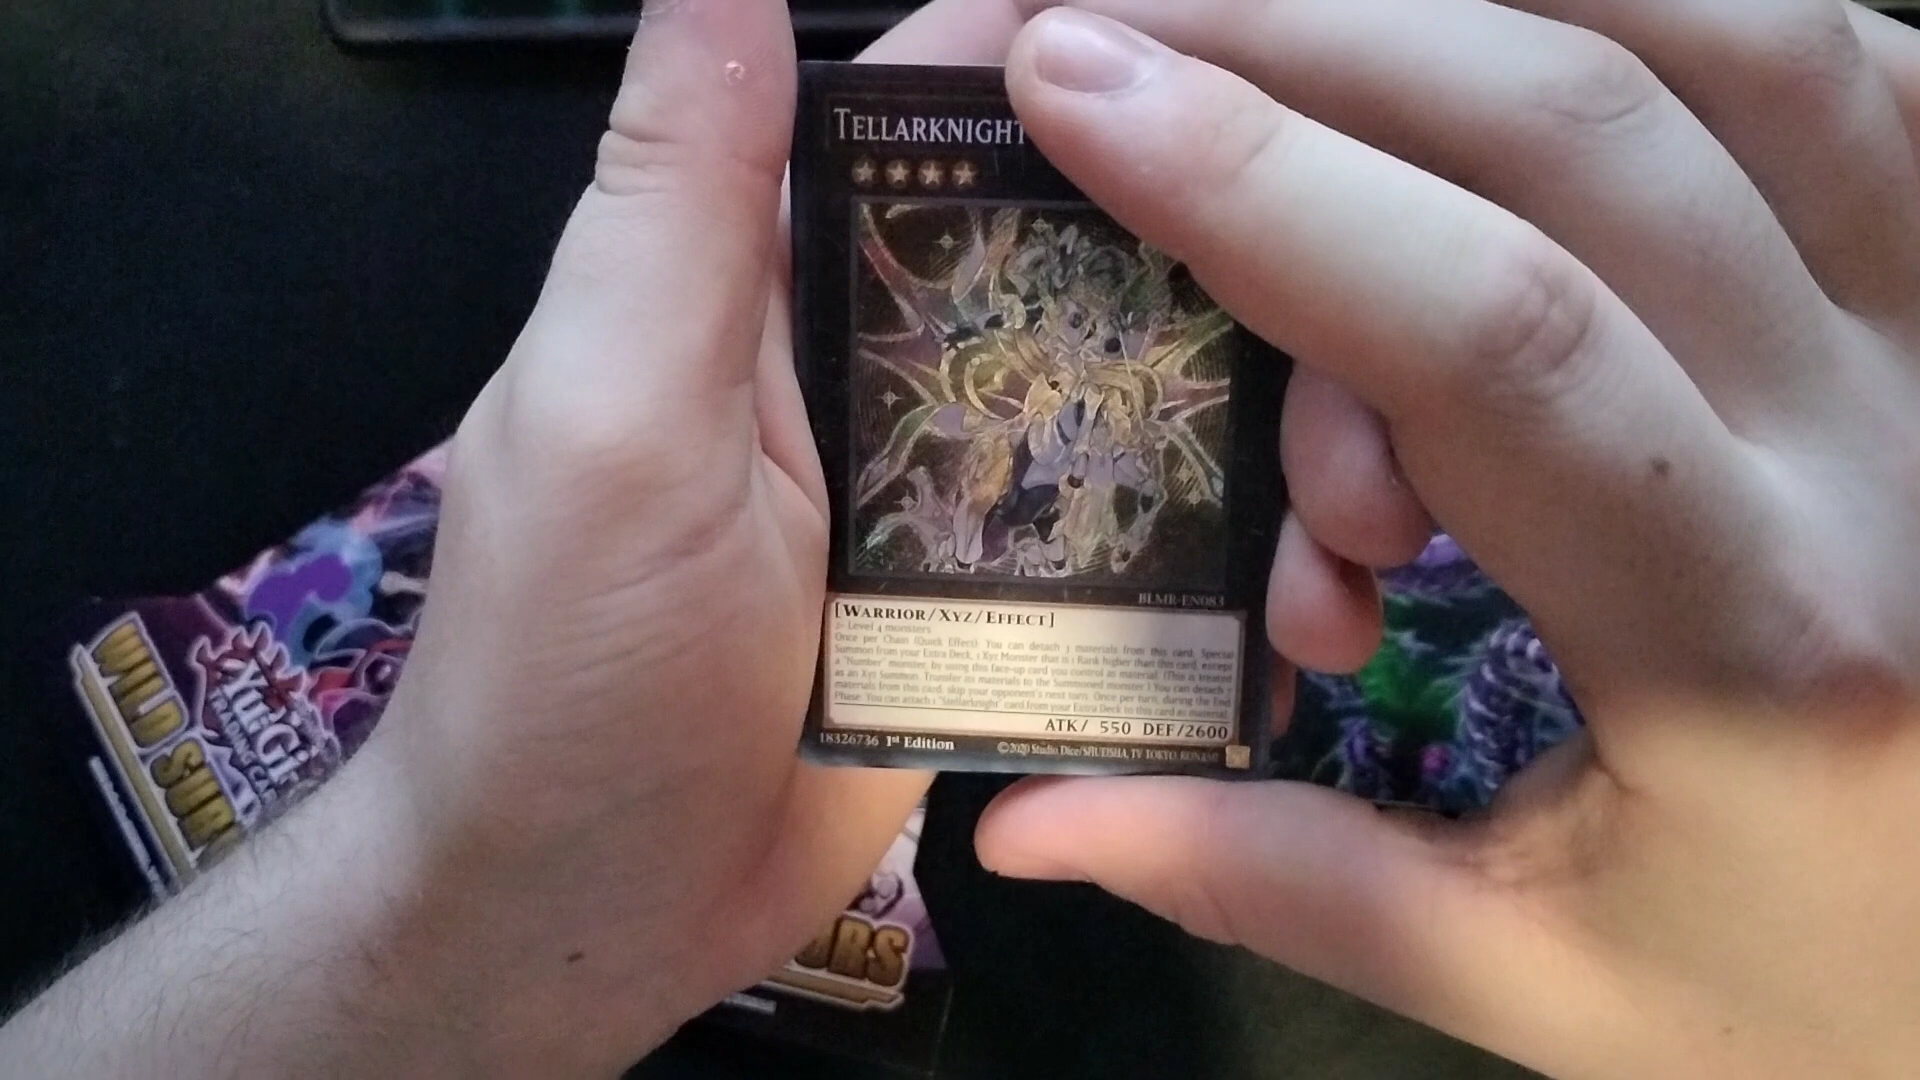 TELLARKNIGHT
BLMR-EN083
[WARRIOR/XYZ/EFFECT]
2+ Level 4 monsters
Once per Chain (Quick Effect): You can detach 3 materials from this card; Special
Summon from your Extra Deck, 1 Xyz Monster that is 1 Rank higher than this card, except
a "Number" monster, by using this face-up card you control as material. (This is treated
as an Xyz Summon. Transfer its materials to the Summoned monster.) You can detach 7
materials from this card; skip your opponent's next turn. Once per turn, during the End
Phase: You can attach 1 "Stellarknight" card from your Extra Deck to this card as material.
ATK/ 550 DEF/2600
18326736 1st Edition ©2020 Studio Dice/SHUEISHA, TV TOKYO, KONAMI
YU-GI-
TRADING CAR
WILD SUR
ORS